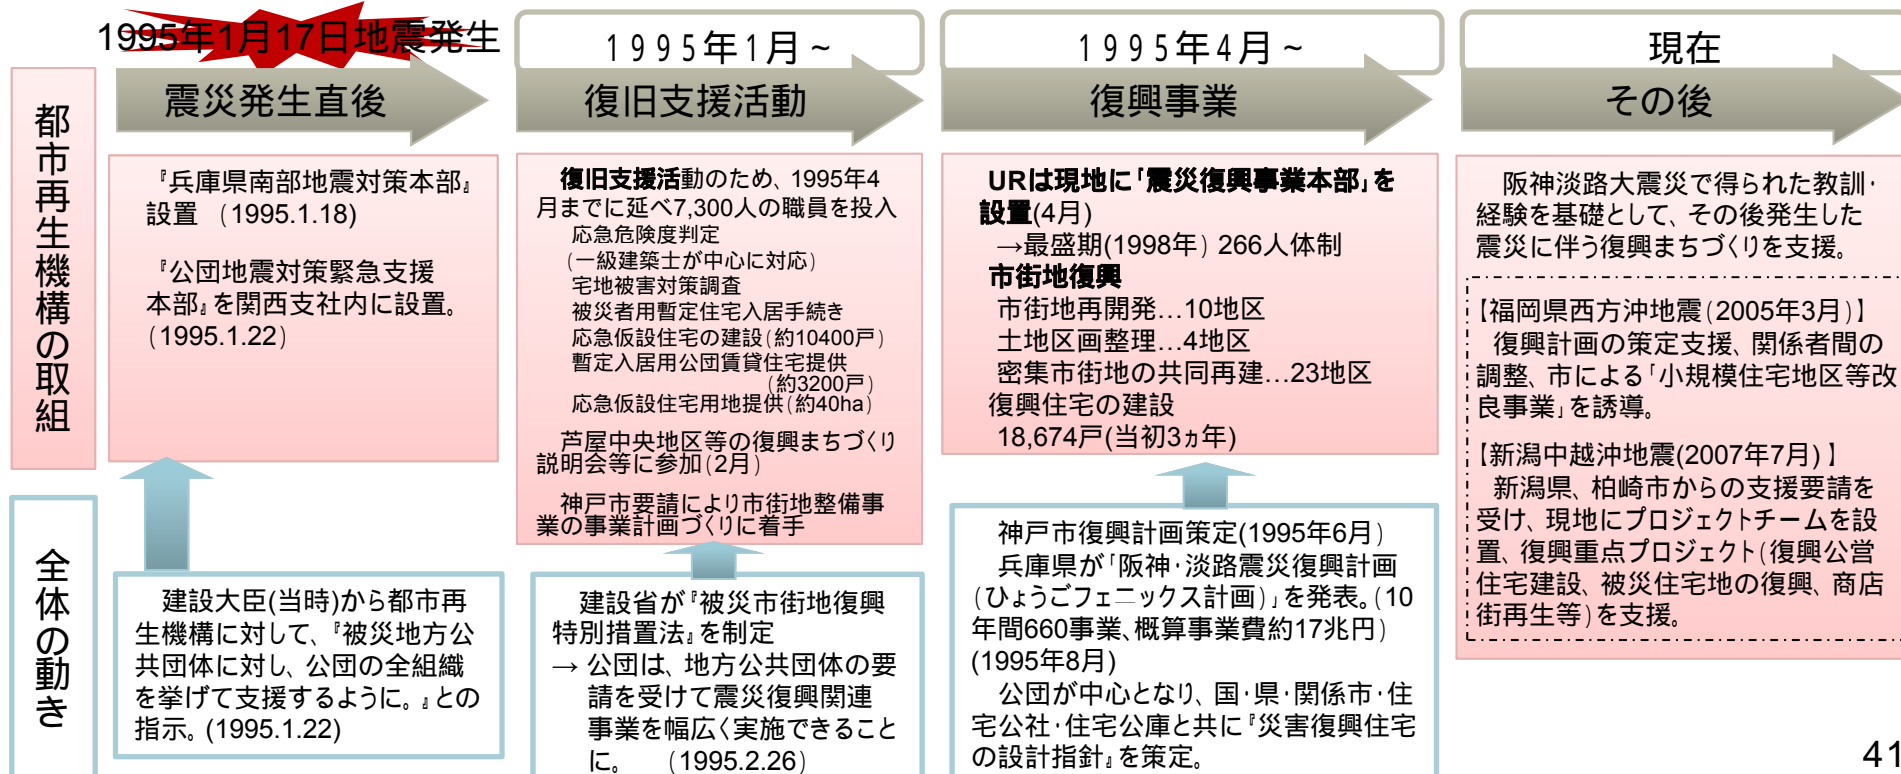 1995年1月17日地震発生
震災発生直後
1995年1月~
復旧支援活動
1995年4月~
復興事業
現在
その後
都市再生機構の取組
『兵庫県南部地震対策本部』
設置 (1995.1.18)
『公団地震対策緊急支援
本部』を関西支社内に設置。
(1995.1.22)
復旧支援活動のため、1995年4
月までに延べ7,300人の職員を投入
応急危険度判定
(一級建築士が中心に対応)
宅地被害対策調査
被災者用暫定住宅入居手続き
応急仮設住宅の建設(約10400戸)
暫定入居用公団賃貸住宅提供
(約3200戸)
応急仮設住宅用地提供(約40ha)
芦屋中央地区等の復興まちづくり
説明会等に参加(2月)
神戸市要請により市街地整備事
業の事業計画づくりに着手
URは現地に「震災復興事業本部」を
設置(4月)
→最盛期(1998年) 266人体制
市街地復興
市街地再開発…10地区
土地区画整理…4地区
密集市街地の共同再建…23地区
復興住宅の建設
18,674戸(当初3ヵ年)
阪神淡路大震災で得られた教訓・
経験を基礎として、その後発生した
震災に伴う復興まちづくりを支援。
【福岡県西方沖地震(2005年3月)】
復興計画の策定支援、関係者間の
調整、市による「小規模住宅地区等改
良事業」を誘導。
【新潟中越沖地震(2007年7月)】
新潟県、柏崎市からの支援要請を
受け、現地にプロジェクトチームを設
置、復興重点プロジェクト(復興公営
住宅建設、被災住宅地の復興、商店
街再生等)を支援。
全体の動き
建設大臣(当時)から都市再
生機構に対して、『被災地方公
共団体に対し、公団の全組織
を挙げて支援するように。』との
指示。(1995.1.22)
建設省が『被災市街地復興
特別措置法』を制定
→ 公団は、地方公共団体の要
請を受けて震災復興関連
事業を幅広く実施できること
に。 (1995.2.26)
神戸市復興計画策定(1995年6月)
兵庫県が「阪神・淡路震災復興計画
(ひょうごフェニックス計画)」を発表。(10
年間660事業、概算事業費約17兆円)
(1995年8月)
公団が中心となり、国・県・関係市・住
宅公社・住宅公庫と共に『災害復興住宅
の設計指針』を策定。
41